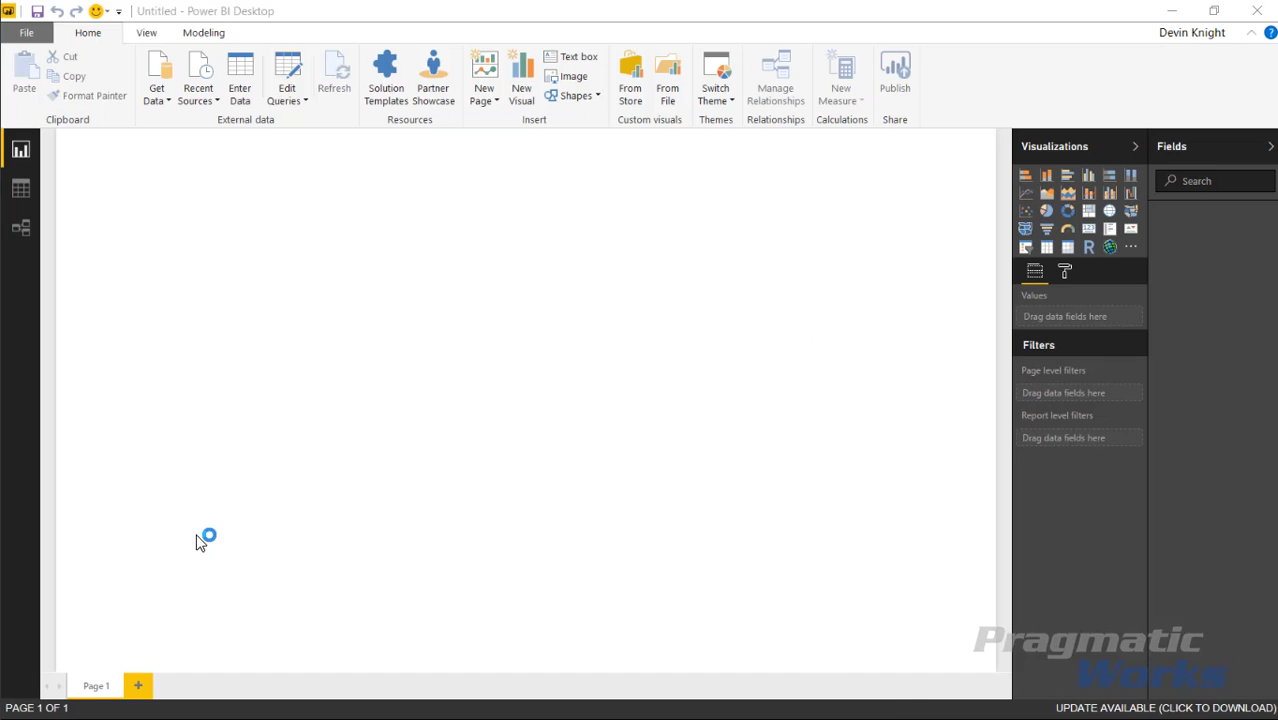 Untitled - Power BI Desktop
File Home View Modeling Devin Knight ?
Paste Cut Copy Format Painter Get Data Recent Sources Enter Data Edit Queries Refresh Solution Templates Partner Showcase New Page New Visual Text box Image Shapes From Store From File Switch Theme Manage Relationships New Measure Publish
Clipboard External data Resources Insert Custom visuals Themes Relationships Calculations Share
Visualizations Fields
Search
R
Values
Drag data fields here
Filters
Page level filters
Drag data fields here
Report level filters
Drag data fields here
Pragmatic
Works
Page 1 +
PAGE 1 OF 1 UPDATE AVAILABLE (CLICK TO DOWNLOAD)